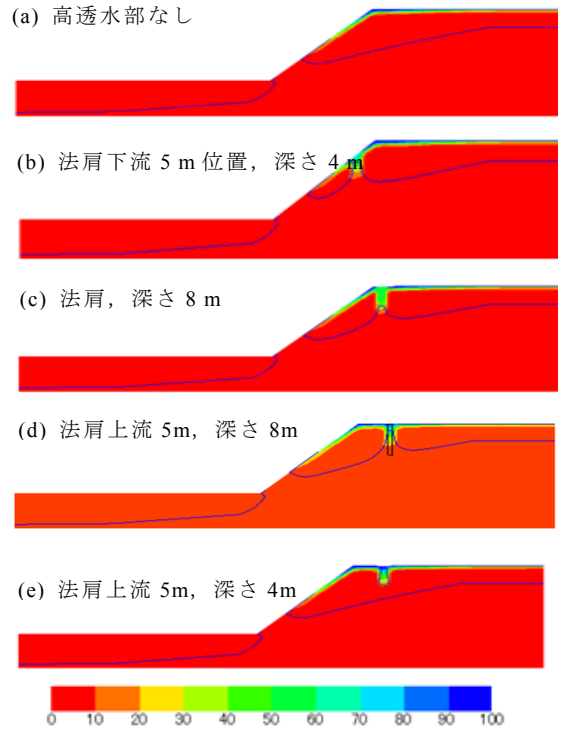 (a) 高透水部なし
(b) 法肩下流 5 m 位置，深さ 4 m
(c) 法肩，深さ 8 m
(d) 法肩上流 5m，深さ 8m
(e) 法肩上流 5m，深さ 4m
0 10 20 30 40 50 60 70 80 90 100